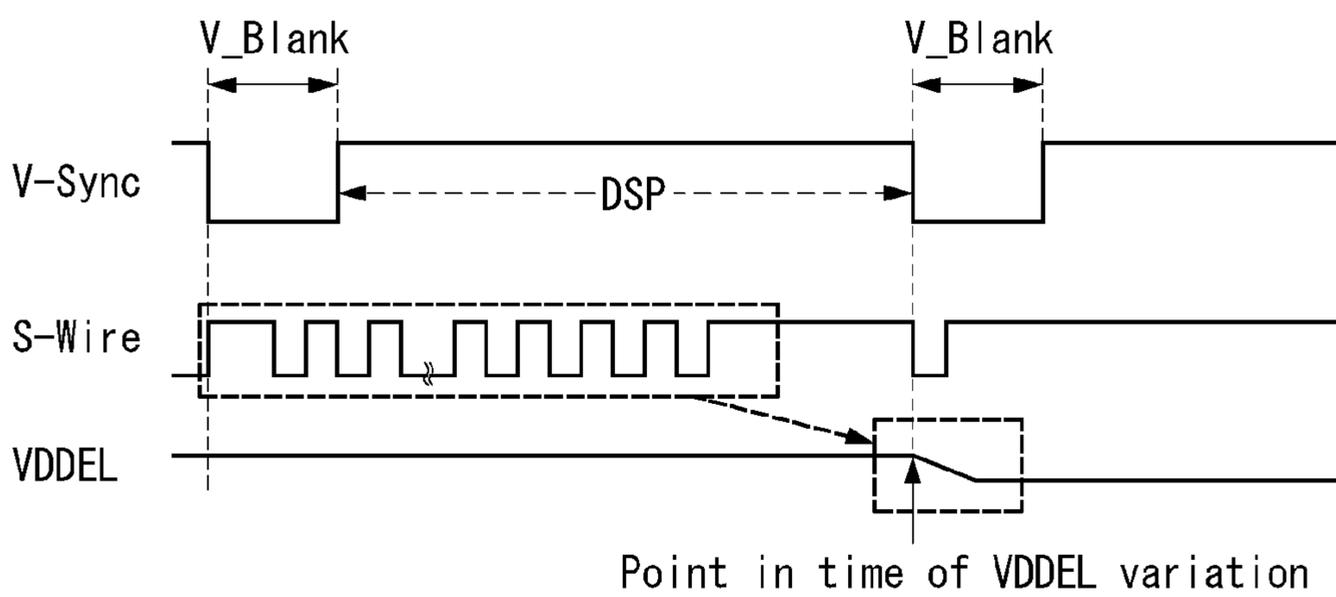 V_Blank V_Blank
V-Sync
DSP
S-Wire
VDDEL
Point in time of VDDEL variation